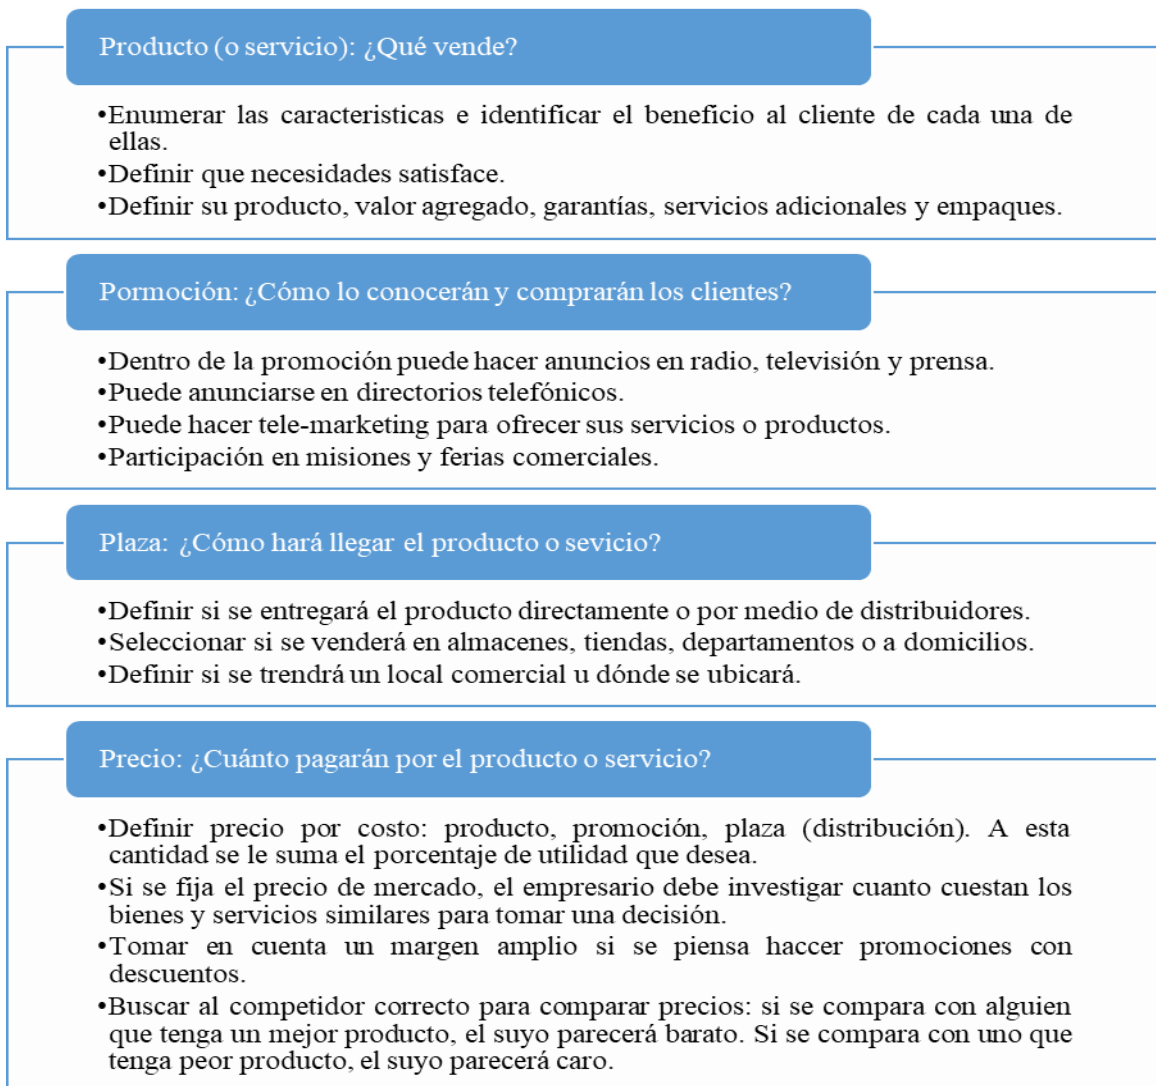 Producto (o servicio): ¿Qué vende?
•Enumerar las caracteristicas e identificar el beneficio al cliente de cada una de
ellas.
•Definir que necesidades satisface.
•Definir su producto, valor agregado, garantías, servicios adicionales y empaques.
Pormoción: ¿Cómo lo conocerán y comprarán los clientes?
•Dentro de la promoción puede hacer anuncios en radio, televisión y prensa.
•Puede anunciarse en directorios telefónicos.
•Puede hacer tele-marketing para ofrecer sus servicios o productos.
•Participación en misiones y ferias comerciales.
Plaza: ¿Cómo hará llegar el producto o sevicio?
•Definir si se entregará el producto directamente o por medio de distribuidores.
•Seleccionar si se venderá en almacenes, tiendas, departamentos o a domicilios.
•Definir si se trendrá un local comercial u dónde se ubicará.
Precio: ¿Cuánto pagarán por el producto o servicio?
•Definir precio por costo: producto, promoción, plaza (distribución). A esta
cantidad se le suma el porcentaje de utilidad que desea.
•Si se fija el precio de mercado, el empresario debe investigar cuanto cuestan los
bienes y servicios similares para tomar una decisión.
•Tomar en cuenta un margen amplio si se piensa haccer promociones con
descuentos.
•Buscar al competidor correcto para comparar precios: si se compara con alguien
que tenga un mejor producto, el suyo parecerá barato. Si se compara con uno que
tenga peor producto, el suyo parecerá caro.